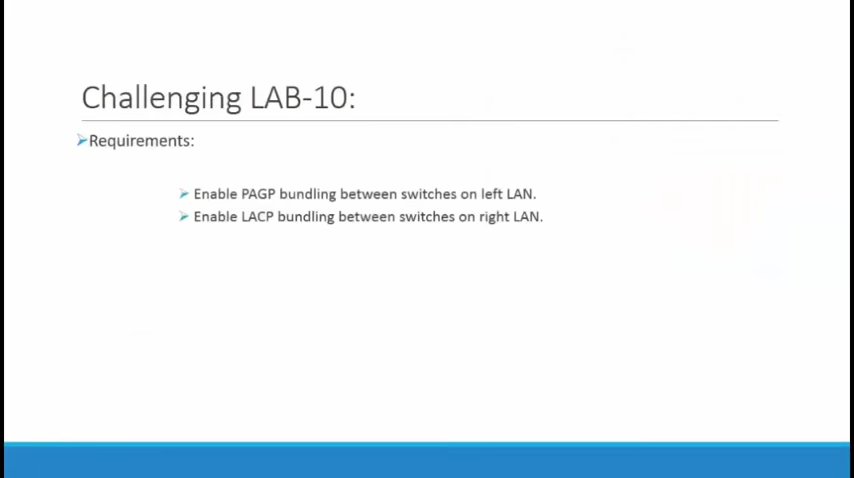 Challenging LAB-10:
Requirements:
Enable PAGP bundling between switches on left LAN.
Enable LACP bundling between switches on right LAN.